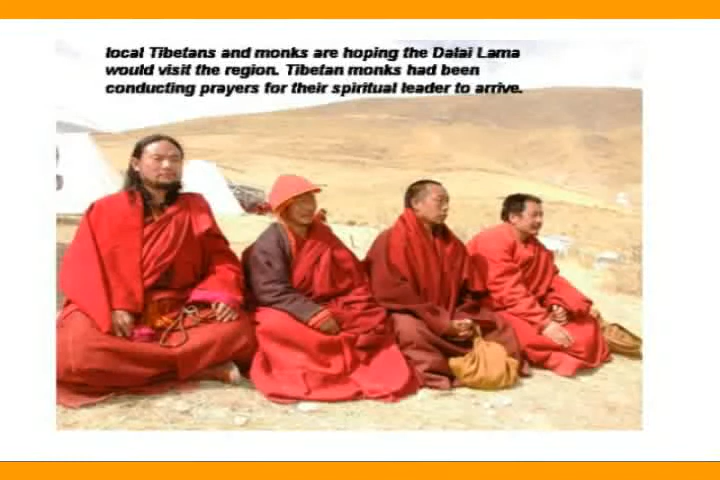 local Tibetans and monks are hoping the Dalai Lama
would visit the region. Tibetan monks had been
conducting prayers for their spiritual leader to arrive.